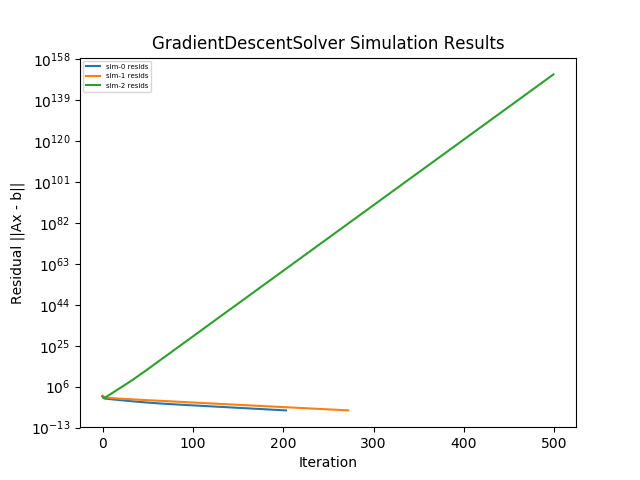 GradientDescentSolver Simulation Results
10^158
10^139
10^120
10^101
10^82
10^63
10^44
10^25
10^6
10^−13
Residual ||Ax - b||
sim-0 resids
sim-1 resids
sim-2 resids
0 100 200 300 400 500
Iteration